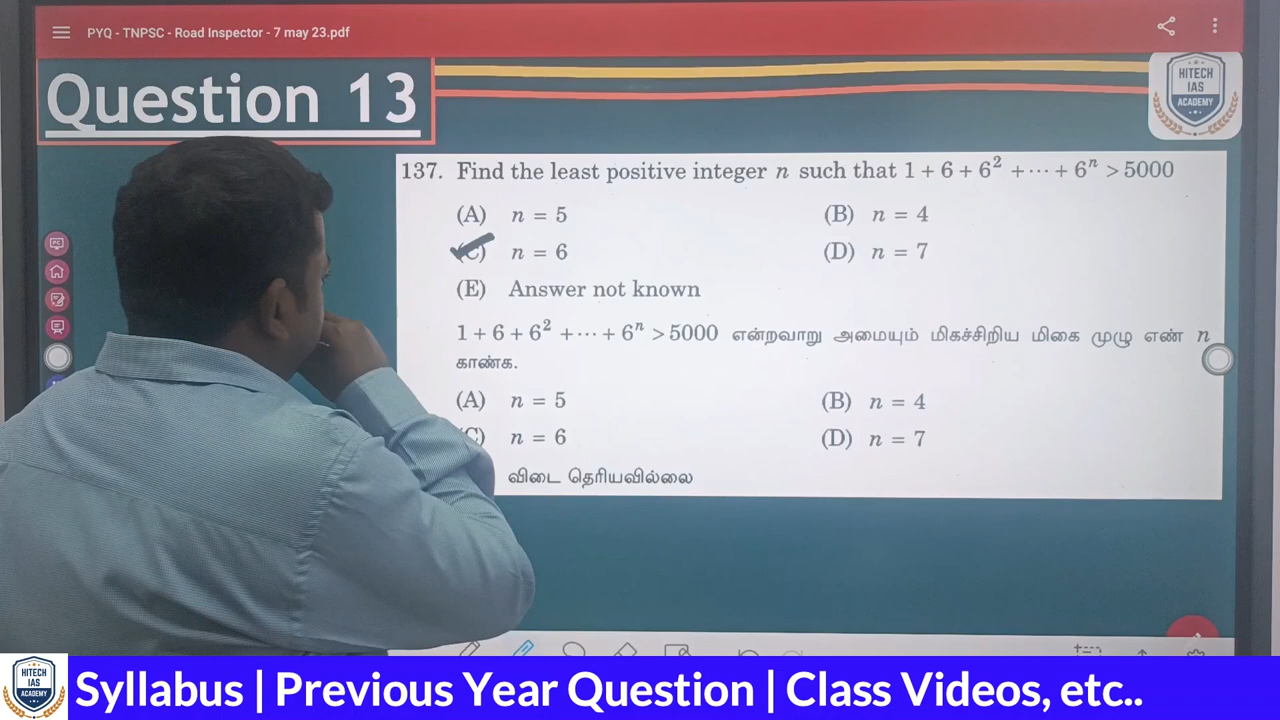 PYQ - TNPSC - Road Inspector - 7 may 23.pdf
Question 13
HITECH
IAS
ACADEMY
137. Find the least positive integer n such that 1 + 6 + 6² + ⋯ + 6ⁿ > 5000
(A) n = 5 (B) n = 4
(C) n = 6 (D) n = 7
(E) Answer not known
1 + 6 + 6² + ⋯ + 6ⁿ > 5000 என்றவாறு அமையும் மிகச்சிறிய மிகை முழு எண் n
காண்க.
(A) n = 5 (B) n = 4
(C) n = 6 (D) n = 7
விடை தெரியவில்லை
HITECH
IAS
ACADEMY
Syllabus | Previous Year Question | Class Videos, etc..